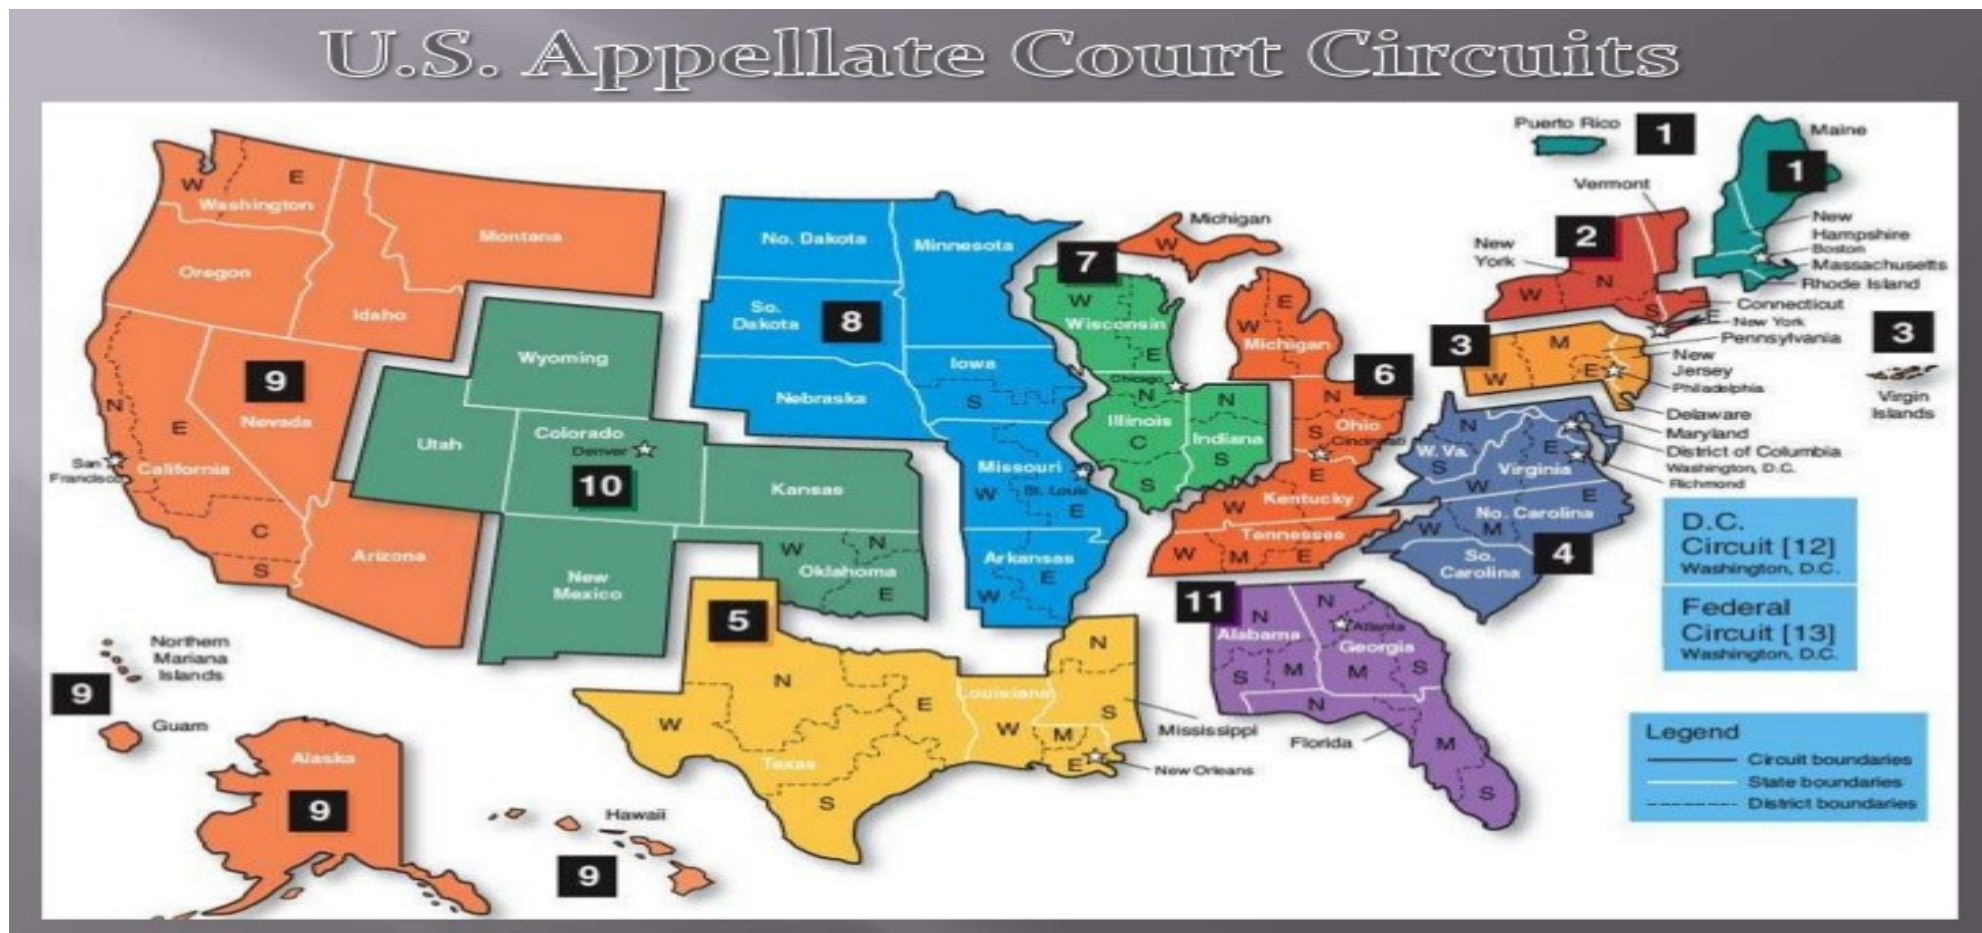 U.S. Appellate Court Circuits
Puerto Rico
1
Maine
1
Vermont
New
Hampshire
Boston
Massachusetts
Rhode Island
2
New
York
W
N
S
E
Connecticut
New York
Pennsylvania
3
M
W
E
New
Jersey
Philadelphia
3
Virgin
Islands
Delaware
Maryland
District of Columbia
Washington, D.C.
Richmond
W
E
Washington
Montana
Oregon
Idaho
9
Nevada
N
E
San
Francisco
California
C
S
Arizona
Wyoming
Utah
Colorado
Denver
10
Kansas
New
Mexico
W
N
Oklahoma
E
No. Dakota
Minnesota
So.
Dakota
8
Iowa
N
S
Nebraska
Missouri
W
St. Louis
E
Arkansas
E
W
7
W
Wisconsin
E
Chicago
N
Illinois
C
S
N
Indiana
S
Michigan
W
E
W
Michigan
6
N
Ohio
S
Cincinnati
E
Kentucky
W
Tennessee
W
M
E
N
W. Va.
S
E
Virginia
W
E
No. Carolina
W
M
So.
Carolina
4
D.C.
Circuit [12]
Washington, D.C.
Federal
Circuit [13]
Washington, D.C.
5
N
W
E
Texas
S
Louisiana
W
M
E
N
S
Mississippi
New Orleans
11
N
Alabama
S
M
N
Atlanta
Georgia
M
S
N
Florida
M
S
Northern
Mariana
Islands
9
Guam
Alaska
9
Hawaii
9
Legend
Circuit boundaries
State boundaries
District boundaries